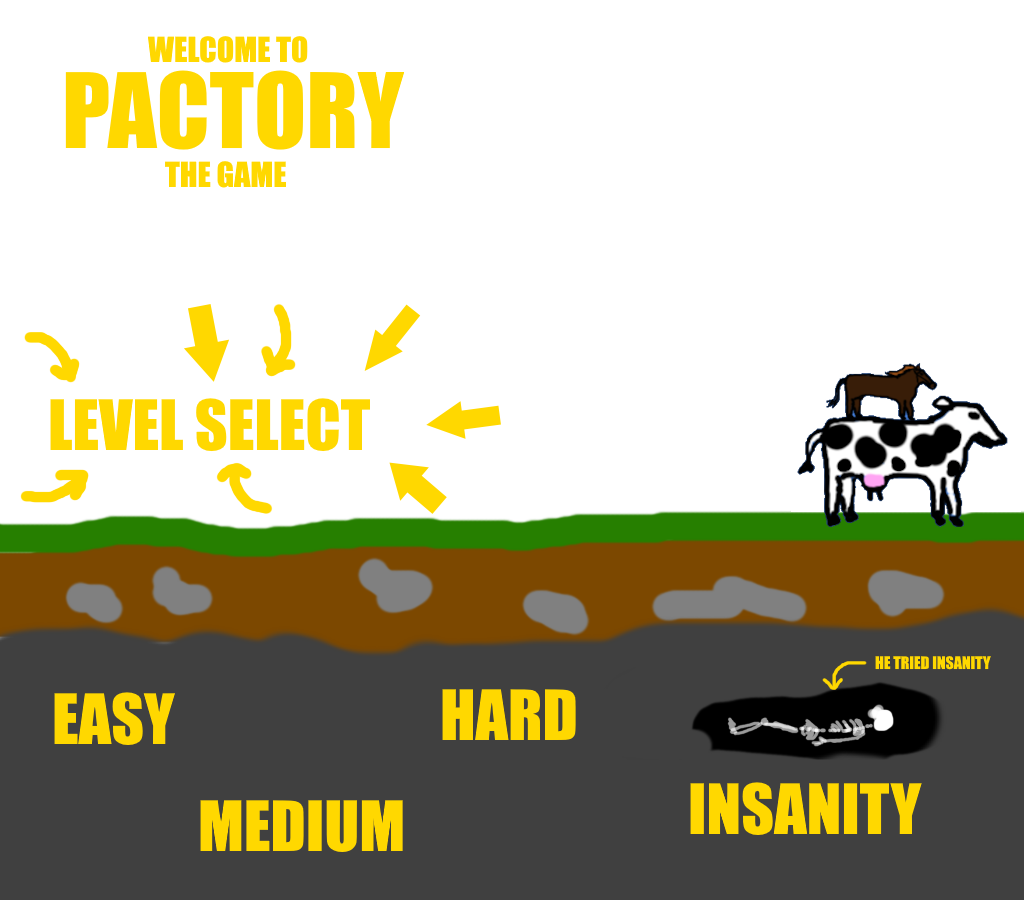 WELCOME TO
PACTORY
THE GAME
LEVEL SELECT
HE TRIED INSANITY
EASY
HARD
INSANITY
MEDIUM